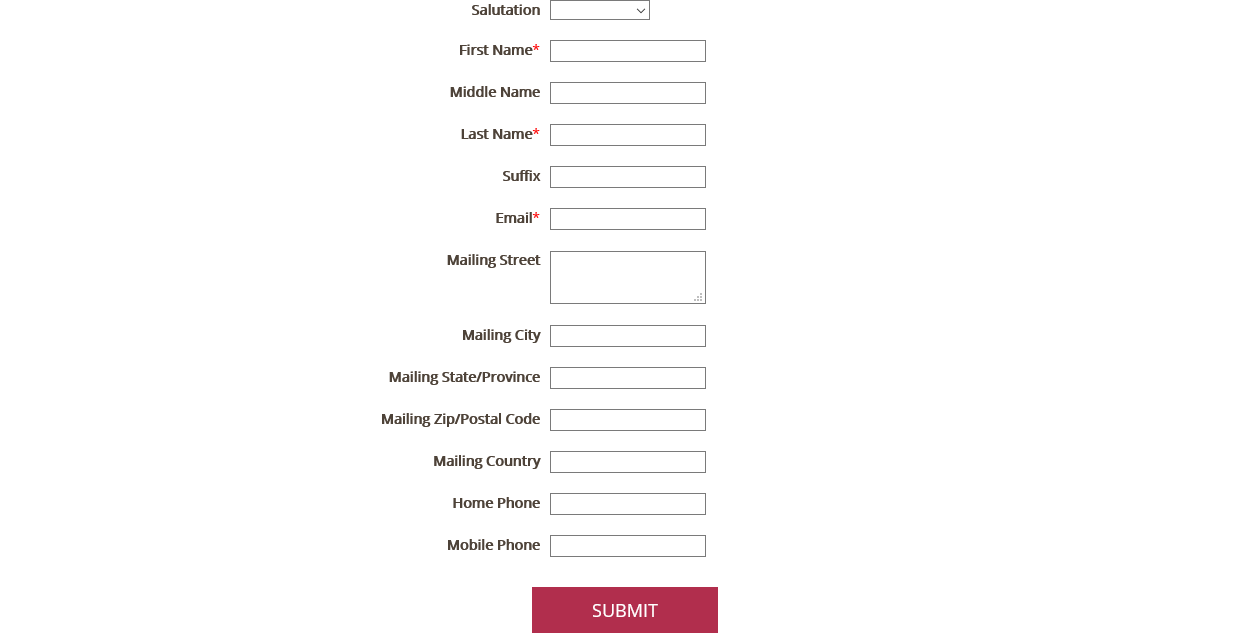 Salutation
First Name*
Middle Name
Last Name*
Suffix
Email*
Mailing Street
Mailing City
Mailing State/Province
Mailing Zip/Postal Code
Mailing Country
Home Phone
Mobile Phone
SUBMIT